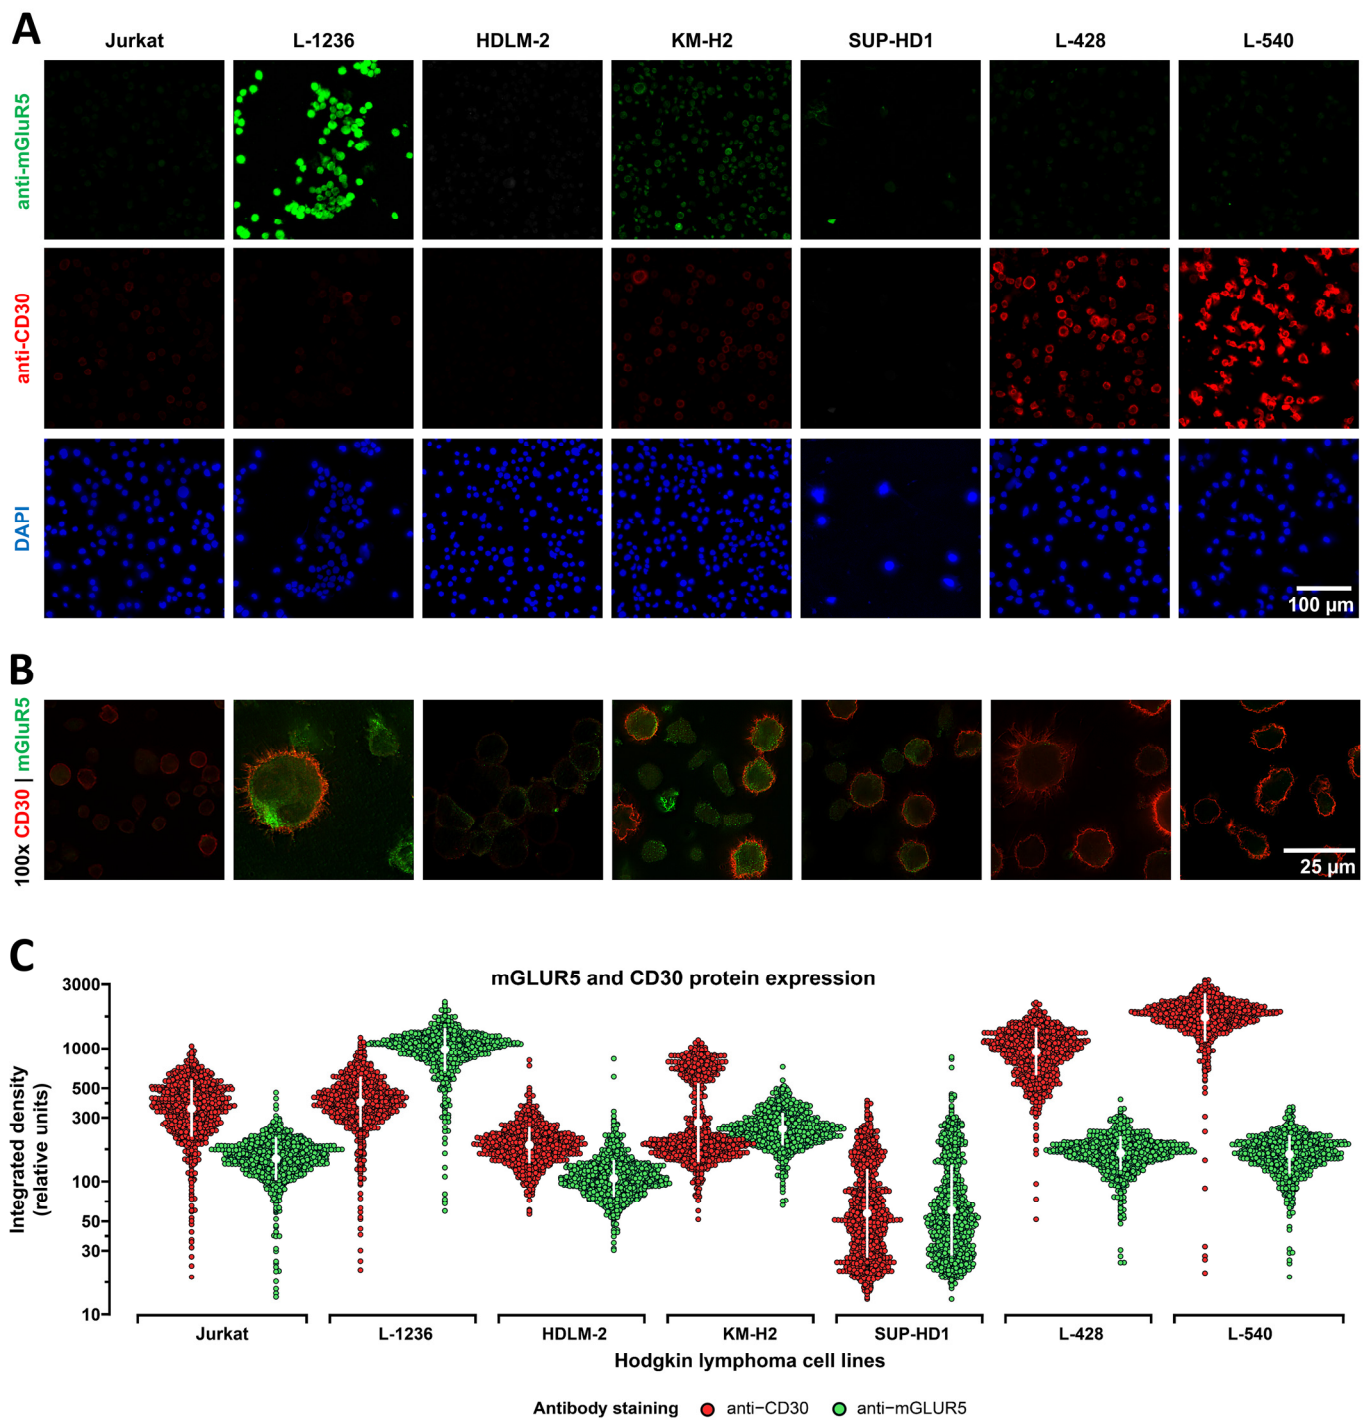 A
Jurkat L-1236 HDLM-2 KM-H2 SUP-HD1 L-428 L-540
anti-mGluR5
anti-CD30
DAPI
100 µm
B
100x CD30 | mGluR5
25 µm
C
mGLUR5 and CD30 protein expression
Integrated density
(relative units)
3000
1000
500
300
100
50
30
10
Jurkat L-1236 HDLM-2 KM-H2 SUP-HD1 L-428 L-540
Hodgkin lymphoma cell lines
Antibody staining anti−CD30 anti−mGLUR5